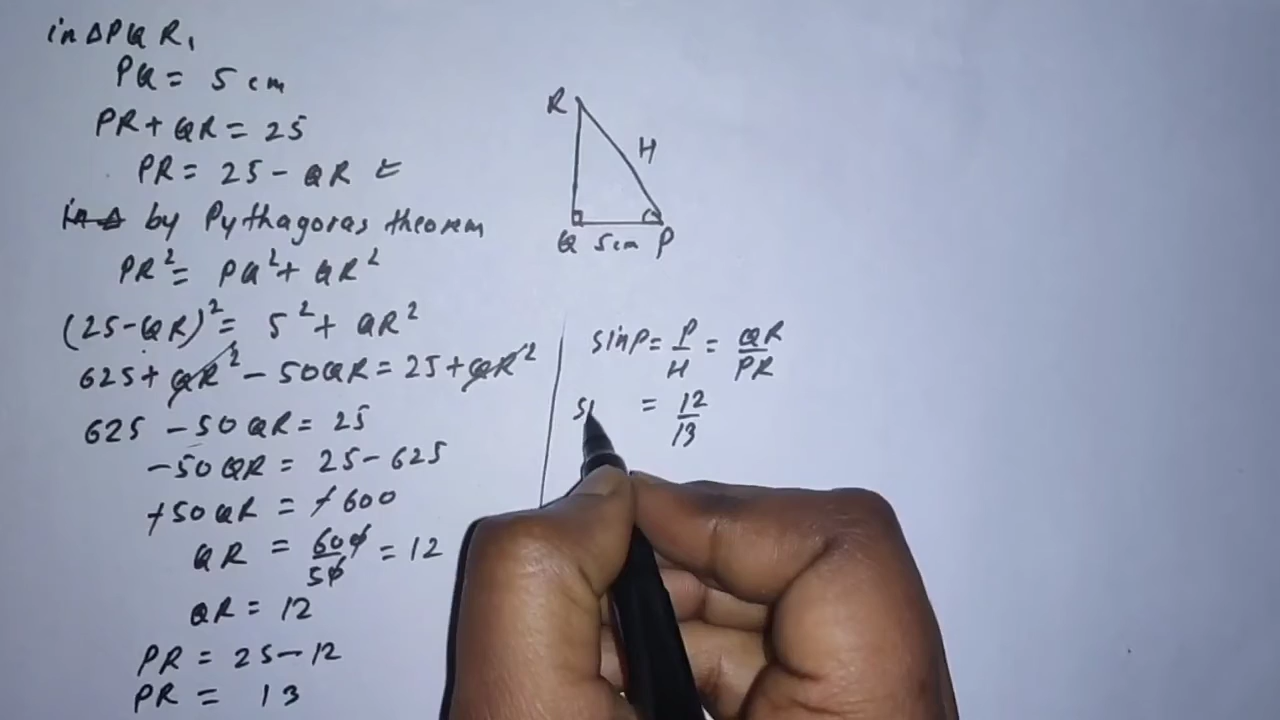 in ΔPQR,
PQ = 5 cm
PR + QR = 25
PR = 25 - QR ←
in Δ by Pythagoras theorem
PR² = PQ² + QR²
(25-QR)² = 5² + QR²
625 + QR² - 50QR = 25 + QR²
625 - 50QR = 25
-50QR = 25 - 625
+50QR = +600
QR = 600/50 = 12
QR = 12
PR = 25 - 12
PR = 13
R
H
Q 5cm P
sinP = P/H = QR/PR
si = 12/13